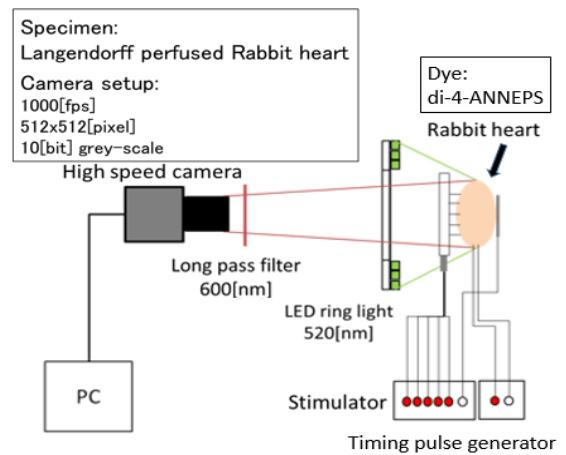 Specimen:
Langendorff perfused Rabbit heart
Camera setup:
1000[fps]
512x512[pixel]
10[bit] grey-scale
Dye:
di-4-ANNEPS
Rabbit heart
High speed camera
Long pass filter
600[nm]
LED ring light
520[nm]
PC
Stimulator
Timing pulse generator